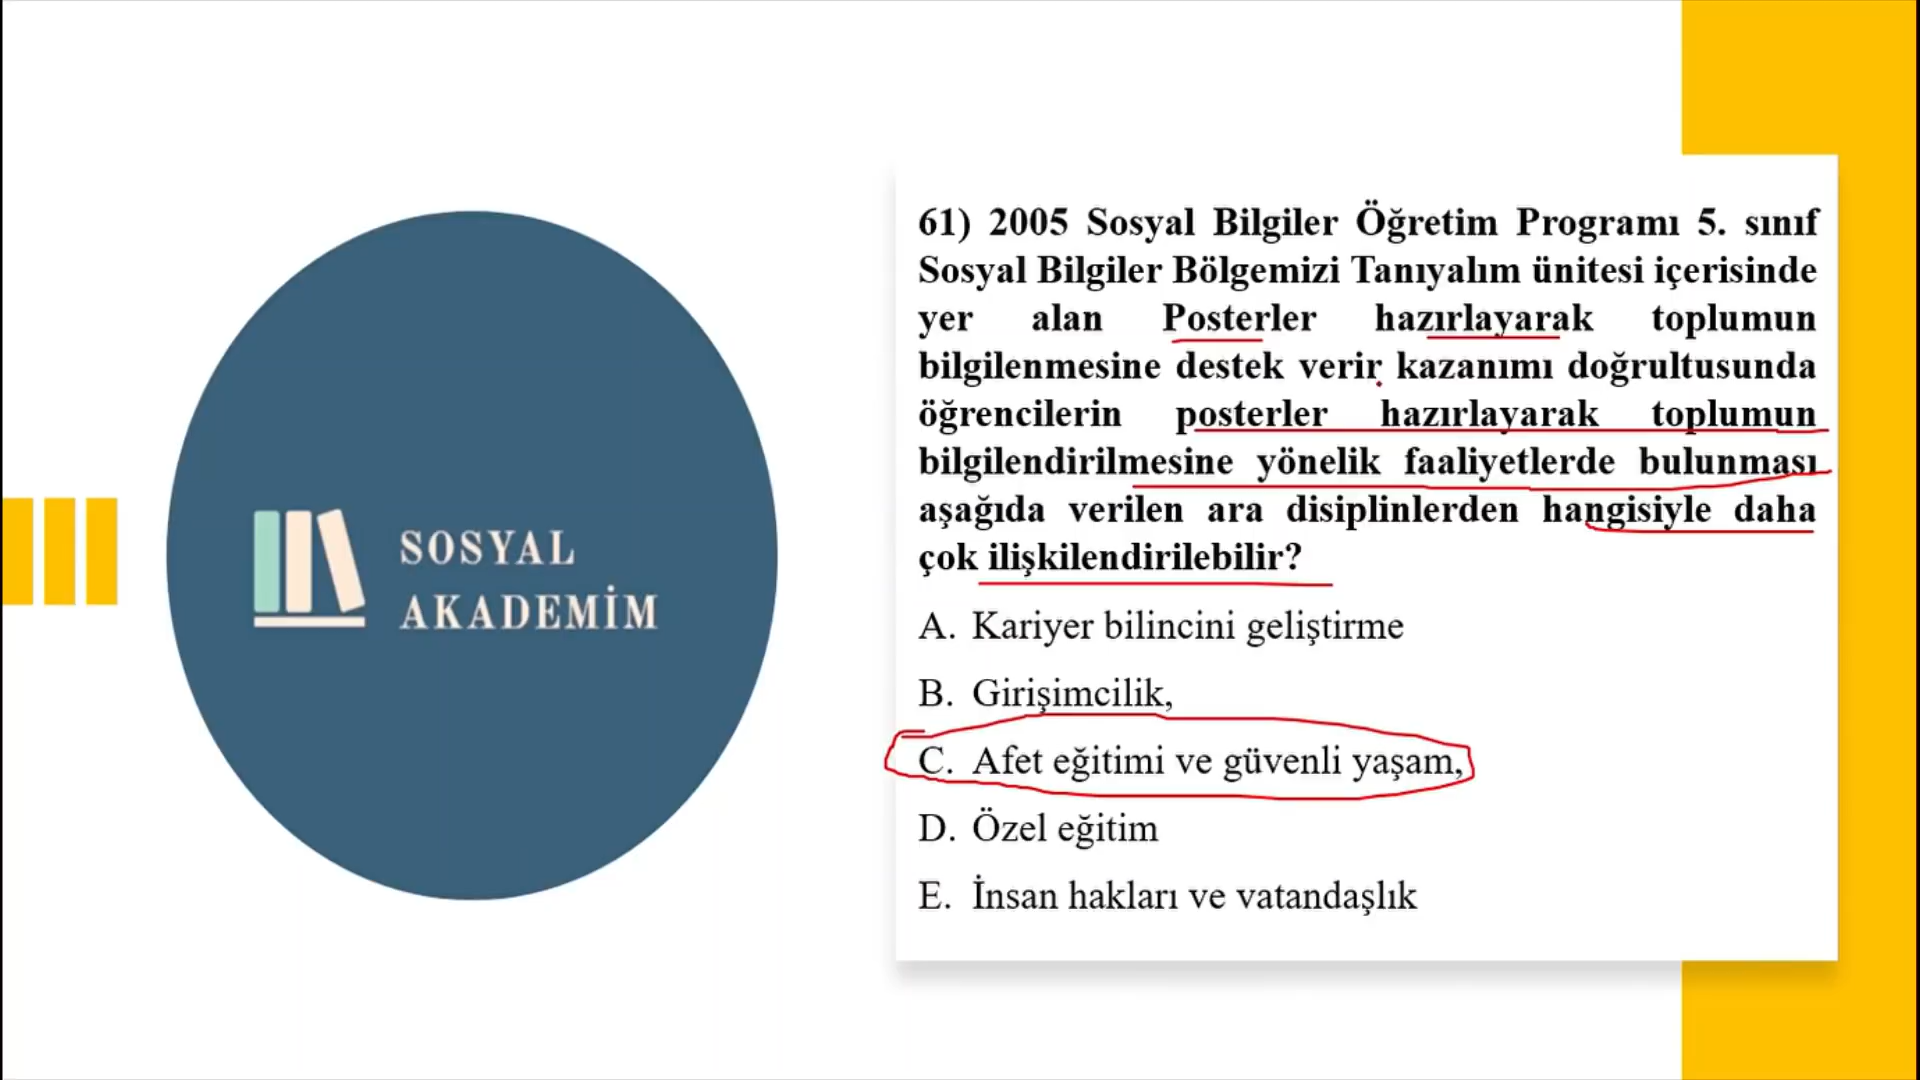 SOSYAL
AKADEMİM
61) 2005 Sosyal Bilgiler Öğretim Programı 5. sınıf
Sosyal Bilgiler Bölgemizi Tanıyalım ünitesi içerisinde
yer alan Posterler hazırlayarak toplumun
bilgilenmesine destek verir kazanımı doğrultusunda
öğrencilerin posterler hazırlayarak toplumun
bilgilendirilmesine yönelik faaliyetlerde bulunması
aşağıda verilen ara disiplinlerden hangisiyle daha
çok ilişkilendirilebilir?
A. Kariyer bilincini geliştirme
B. Girişimcilik,
C. Afet eğitimi ve güvenli yaşam,
D. Özel eğitim
E. İnsan hakları ve vatandaşlık